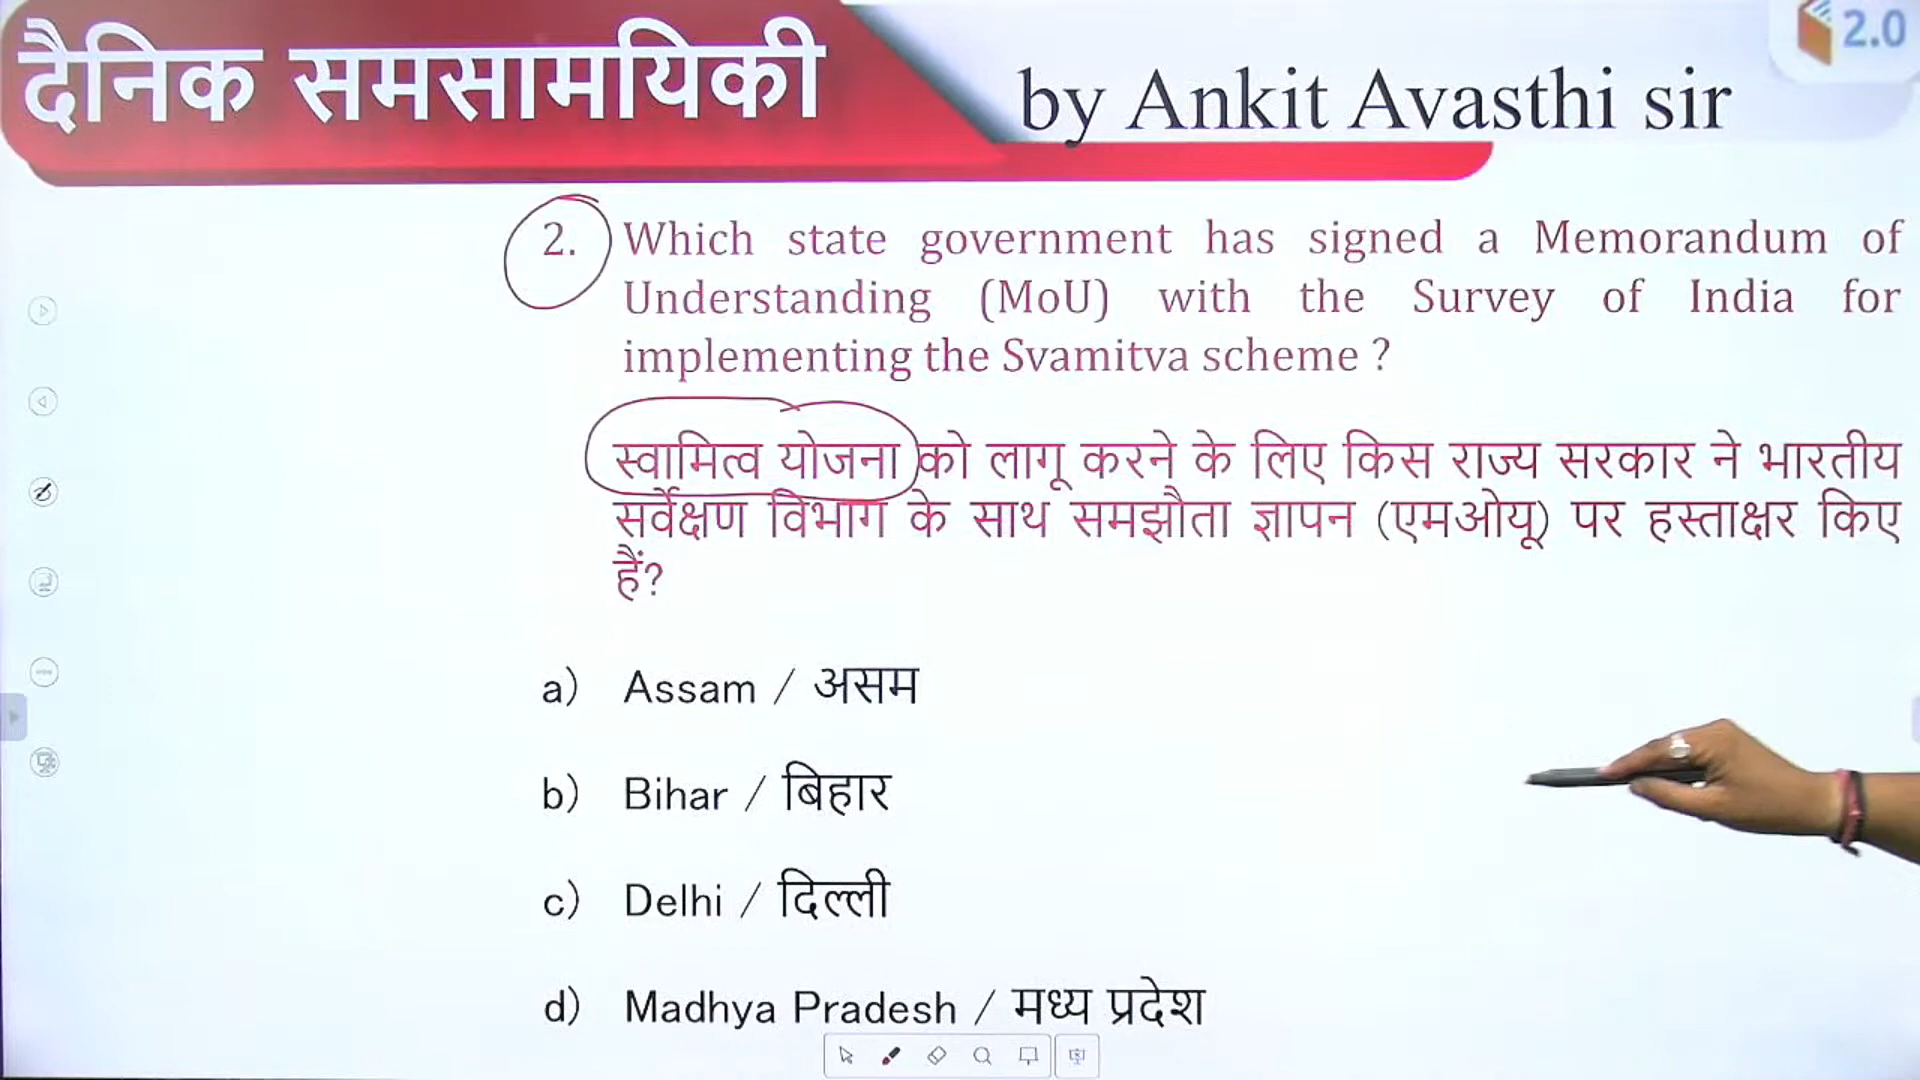 दैनिक समसामयिकी
by Ankit Avasthi sir
2.0
2. Which state government has signed a Memorandum of
Understanding (MoU) with the Survey of India for
implementing the Svamitva scheme ?
स्वामित्व योजना को लागू करने के लिए किस राज्य सरकार ने भारतीय
सर्वेक्षण विभाग के साथ समझौता ज्ञापन (एमओयू) पर हस्ताक्षर किए
हैं?
a) Assam / असम
b) Bihar / बिहार
c) Delhi / दिल्ली
d) Madhya Pradesh / मध्य प्रदेश